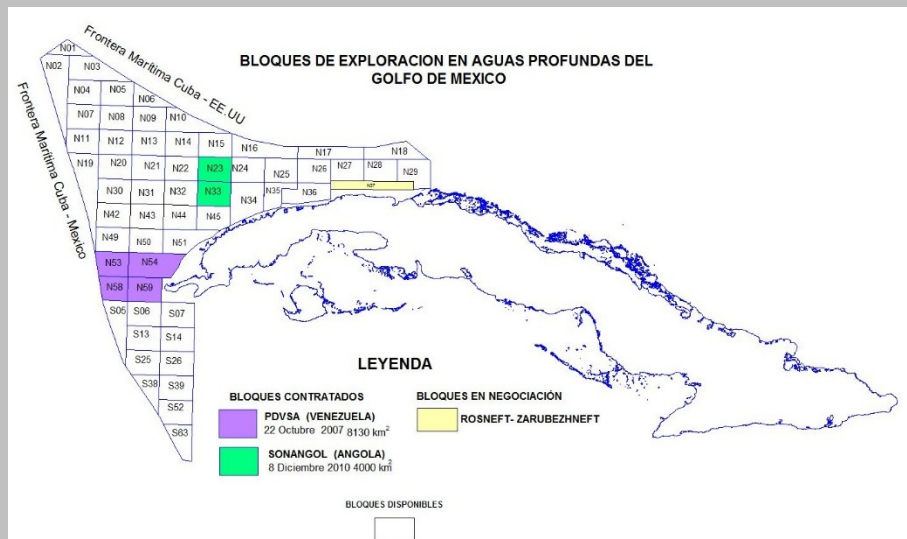 BLOQUES DE EXPLORACION EN AGUAS PROFUNDAS DEL
GOLFO DE MEXICO
Frontera Marítima Cuba - EE.UU
Frontera Marítima Cuba - Mexico
N01
N02 N03
N04 N05 N06
N07 N08 N09 N10
N11 N12 N13 N14 N15 N16 N17 N18
N19 N20 N21 N22 N23 N24 N25 N26 N27 N28 N29
N30 N31 N32 N33 N34 N35 N36 N37
N42 N43 N44 N45
N49 N50 N51
N53 N54
N58 N59
S05 S06 S07
S13 S14
S25 S26
S38 S39
S52
S63
LEYENDA
BLOQUES CONTRATADOS
PDVSA (VENEZUELA)
22 Octubre 2007 8130 km²
SONANGOL (ANGOLA)
8 Diciembre 2010 4000 km²
BLOQUES EN NEGOCIACIÓN
ROSNEFT- ZARUBEZHNEFT
BLOQUES DISPONIBLES